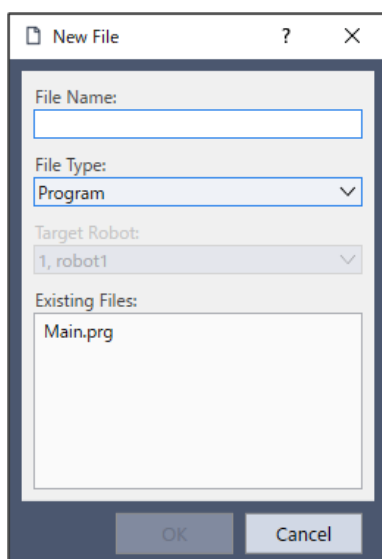 New File
?
File Name:
File Type:
Program
Target Robot:
1, robot1
Existing Files:
Main.prg
OK
Cancel